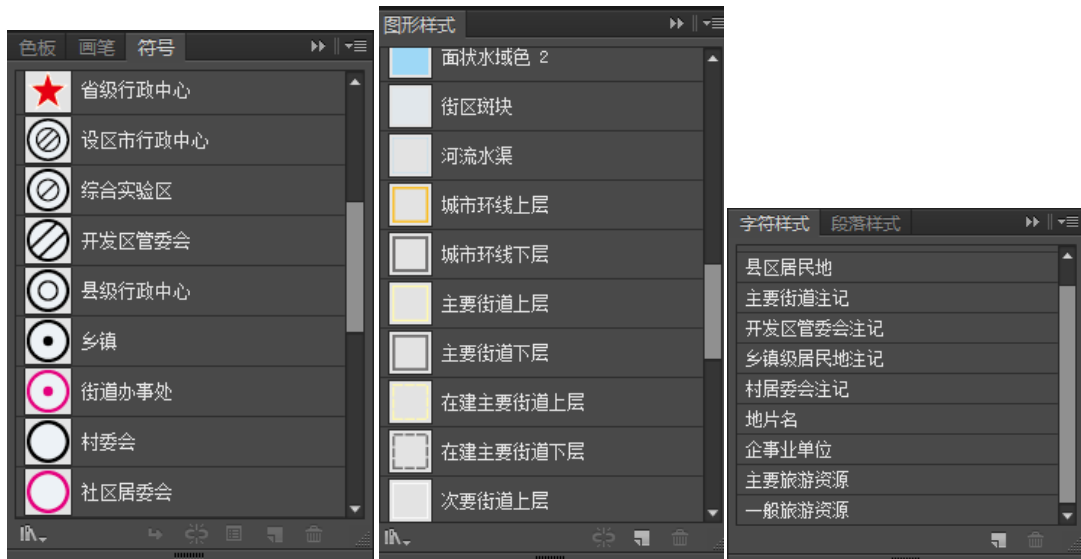 色板 画笔 符号
省级行政中心
设区市行政中心
综合实验区
开发区管委会
县级行政中心
乡镇
街道办事处
村委会
社区居委会
图形样式
面状水域色 2
街区斑块
河流水渠
城市环线上层
城市环线下层
主要街道上层
主要街道下层
在建主要街道上层
在建主要街道下层
次要街道上层
字符样式 段落样式
县区居民地
主要街道注记
开发区管委会注记
乡镇级居民地注记
村居委会注记
地片名
企事业单位
主要旅游资源
一般旅游资源